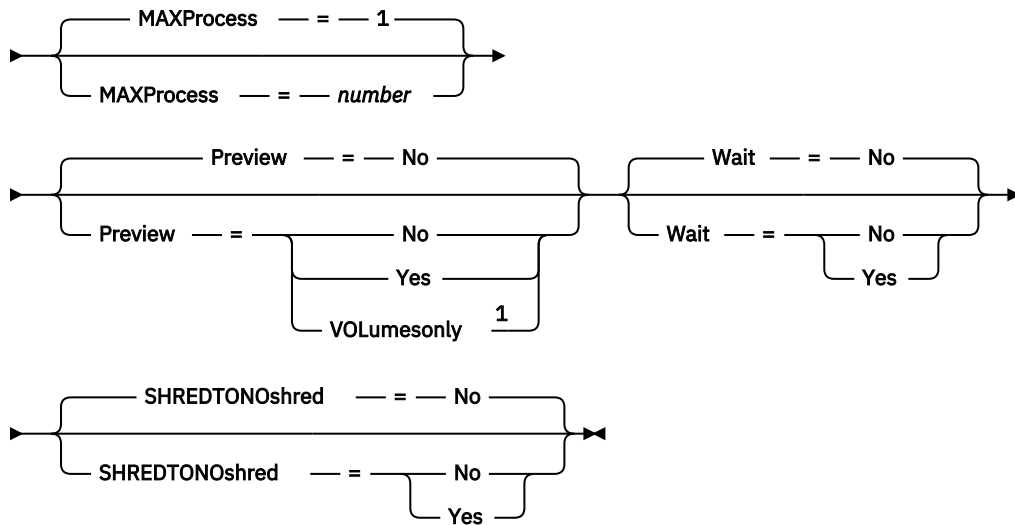 MAXProcess = 1
MAXProcess = number
Preview = No Wait = No
Preview = No Wait = No
Yes Yes
VOLumesonly 1
SHREDTONOshred = No
SHREDTONOshred = No
Yes